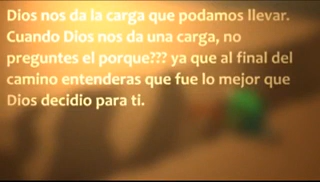 Dios nos da la carga que podamos llevar.
Cuando Dios nos da una carga, no
preguntes el porque??? ya que al final del
camino entenderas que fue lo mejor que
Dios decidio para ti.